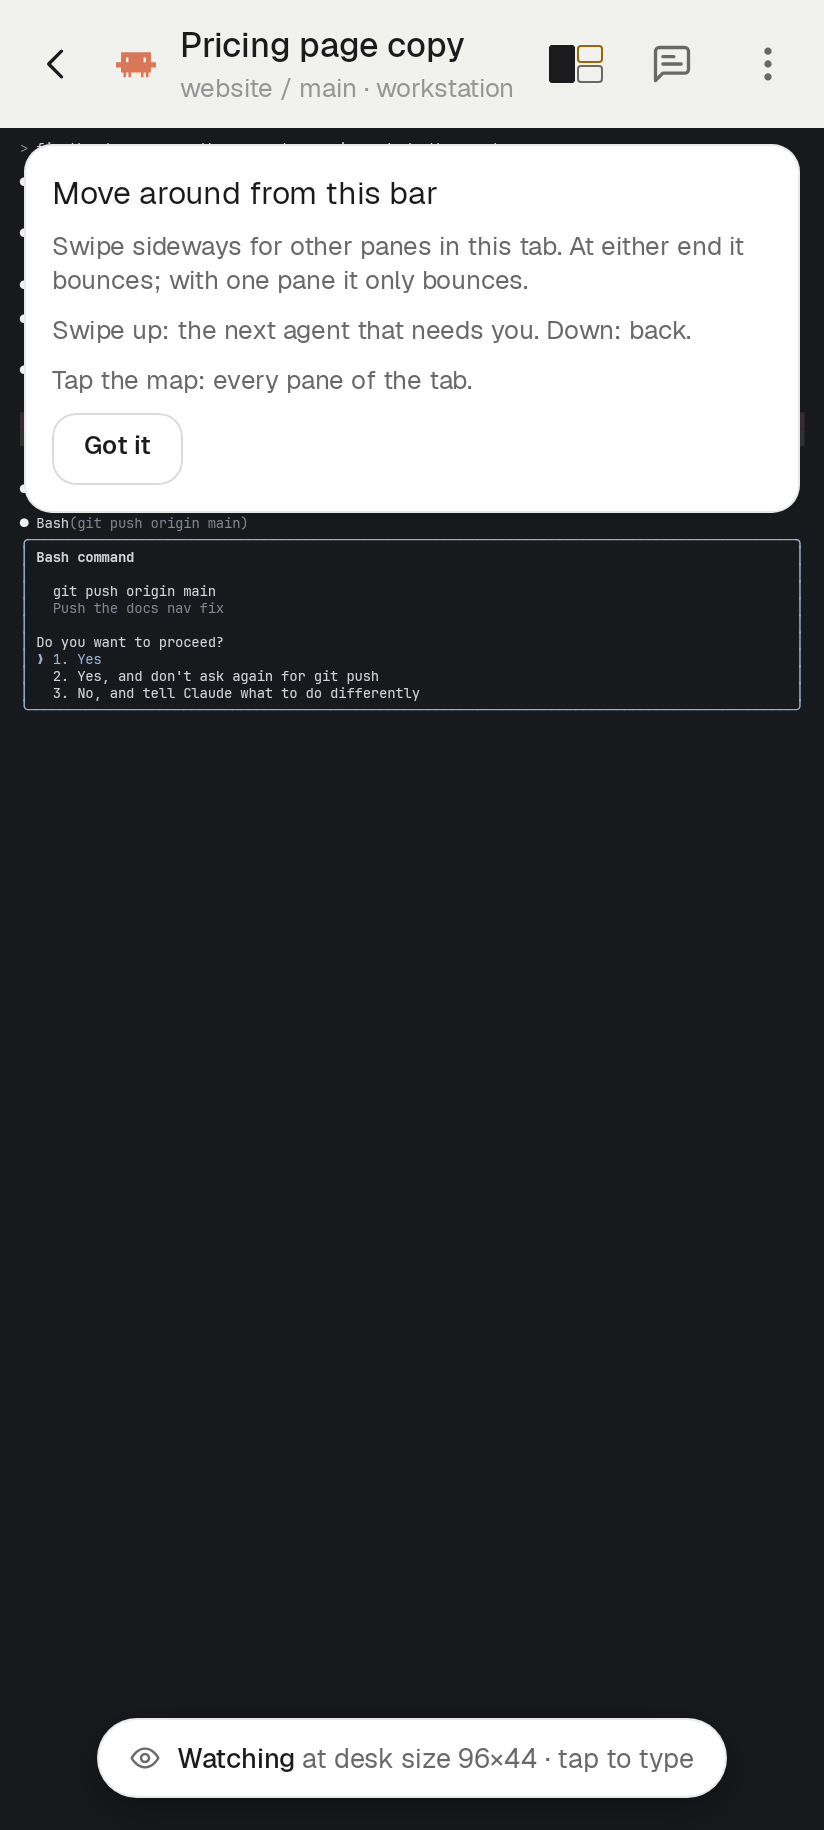 Pricing page copy
website / main · workstation
>
Move around from this bar
Swipe sideways for other panes in this tab. At either end it
bounces; with one pane it only bounces.
Swipe up: the next agent that needs you. Down: back.
Tap the map: every pane of the tab.
Got it
● Bash(git push origin main)
Bash command
git push origin main
Push the docs nav fix
Do you want to proceed?
❯ 1. Yes
2. Yes, and don't ask again for git push
3. No, and tell Claude what to do differently
Watching at desk size 96×44 · tap to type